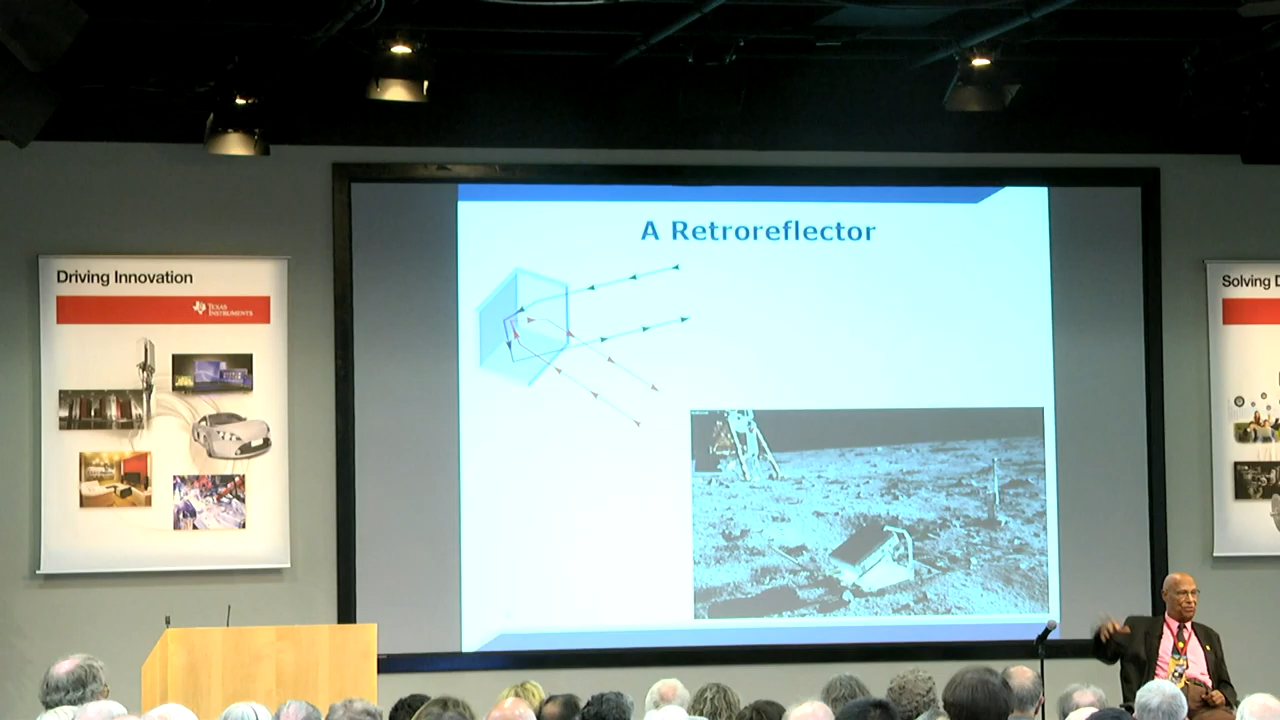 A Retroreflector
Driving Innovation
TEXAS
INSTRUMENTS
Solving